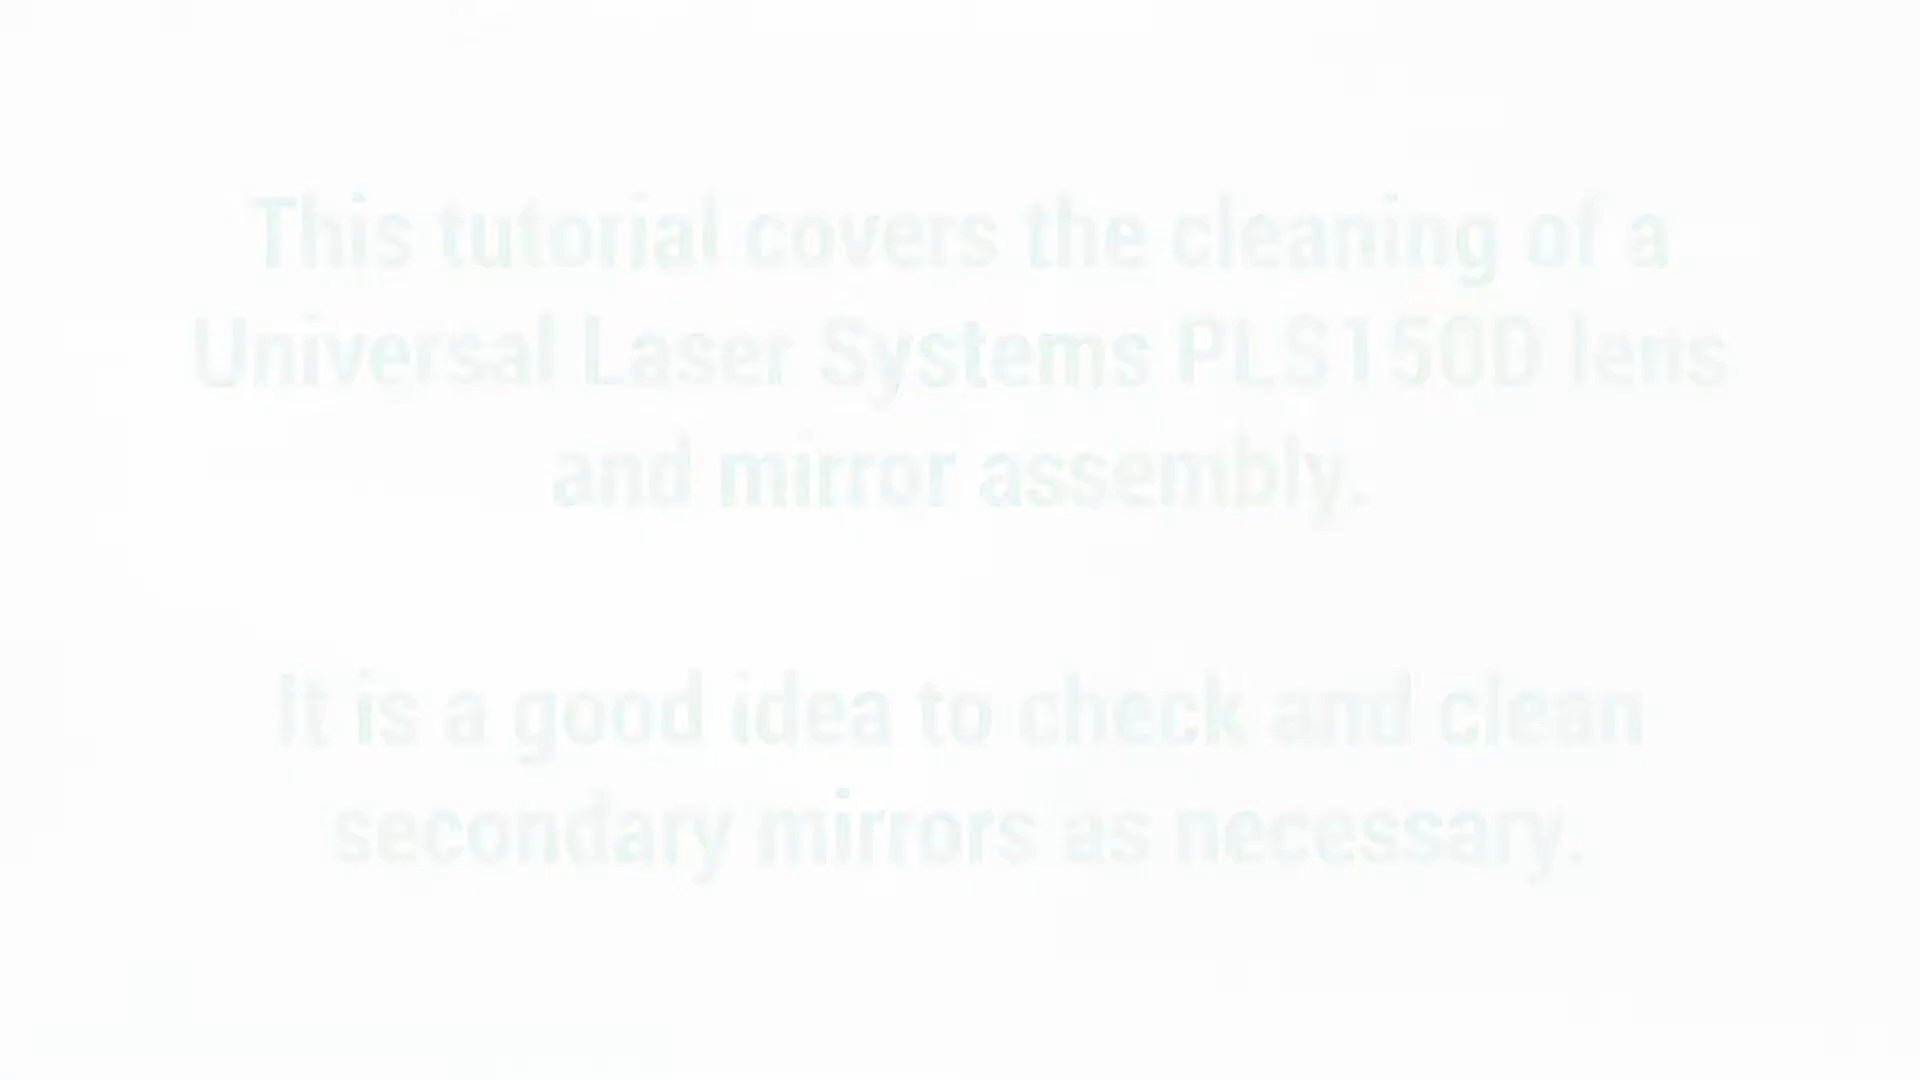 This tutorial covers the cleaning of a
Universal Laser Systems PLS150D lens
and mirror assembly.
It is a good idea to check and clean
secondary mirrors as necessary.